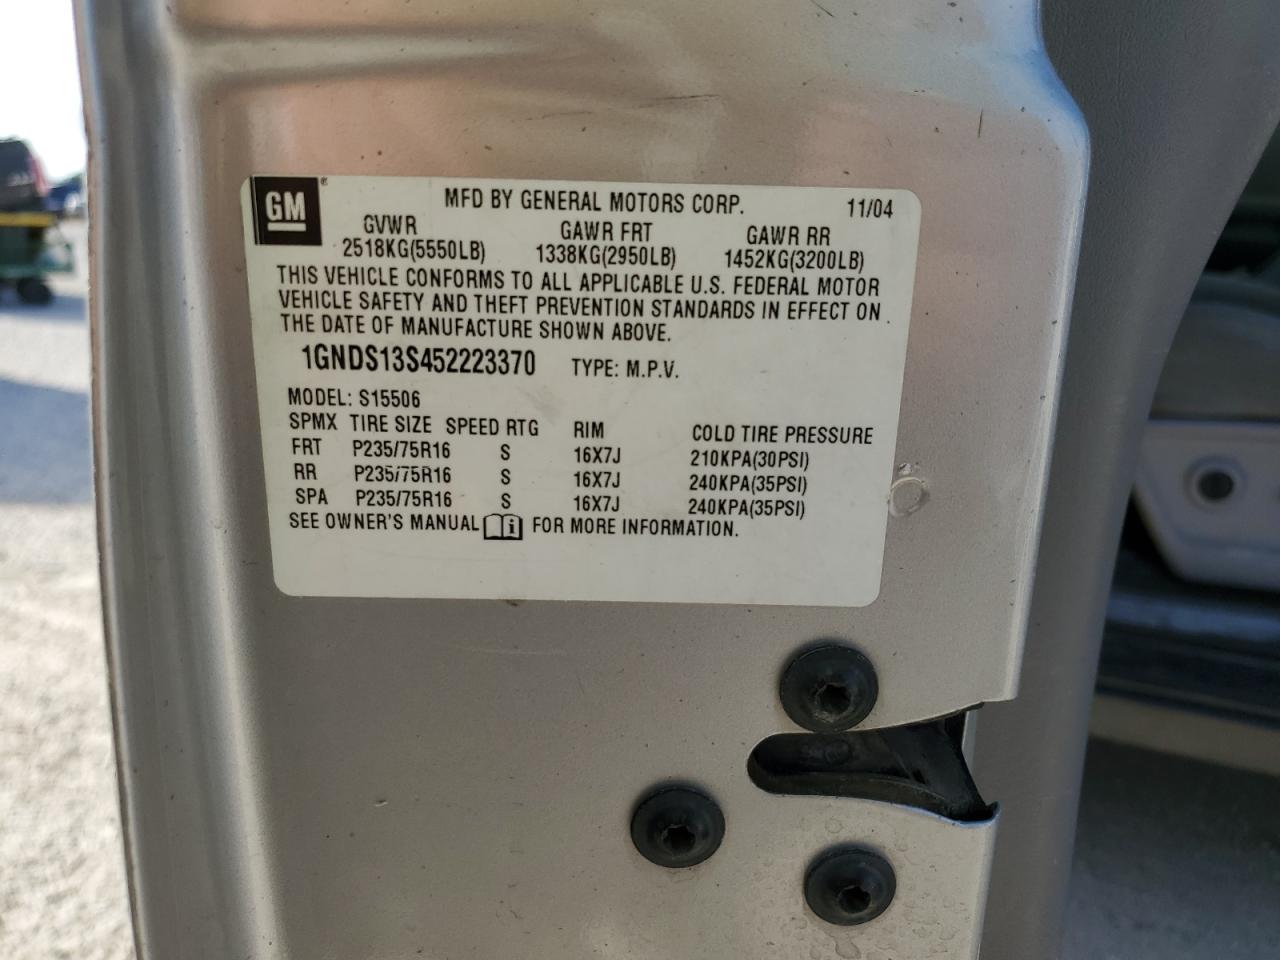 GM ® MFD BY GENERAL MOTORS CORP. 11/04
GVWR GAWR FRT GAWR RR
2518KG(5550LB) 1338KG(2950LB) 1452KG(3200LB)
THIS VEHICLE CONFORMS TO ALL APPLICABLE U.S. FEDERAL MOTOR
VEHICLE SAFETY AND THEFT PREVENTION STANDARDS IN EFFECT ON
THE DATE OF MANUFACTURE SHOWN ABOVE.
1GNDS13S452223370 TYPE: M.P.V.
MODEL: S15506
SPMX TIRE SIZE SPEED RTG RIM COLD TIRE PRESSURE
FRT P235/75R16 S 16X7J 210KPA(30PSI)
RR P235/75R16 S 16X7J 240KPA(35PSI)
SPA P235/75R16 S 16X7J 240KPA(35PSI)
SEE OWNER'S MANUAL i FOR MORE INFORMATION.